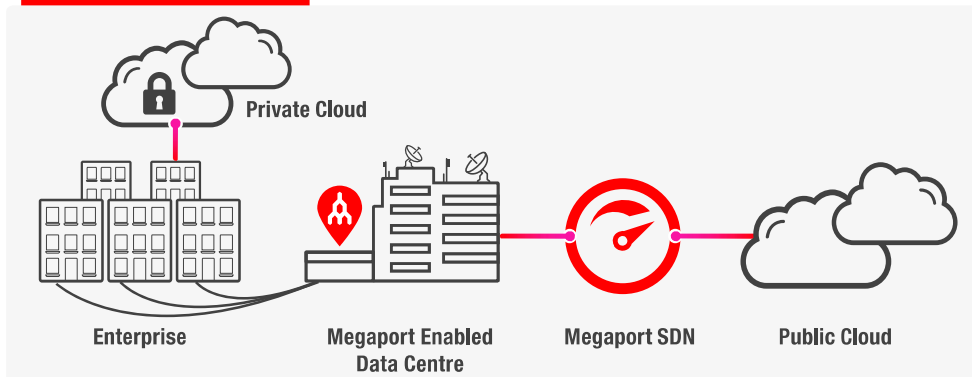 Private Cloud
Enterprise
Megaport Enabled
Data Centre
Megaport SDN
Public Cloud